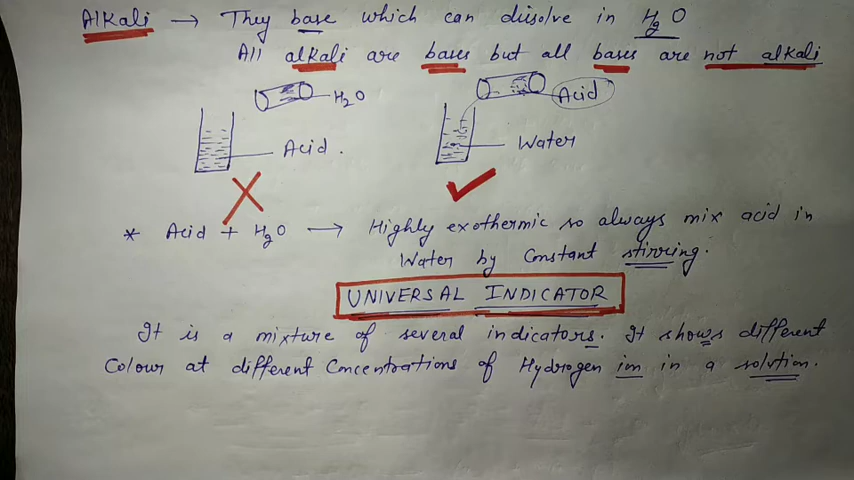 Alkali → They base which can dissolve in H₂O
All alkali are bases but all bases are not alkali
H₂O
Acid
Acid.
Water
* Acid + H₂O → Highly exothermic so always mix acid in
Water by Constant stirring.
UNIVERSAL INDICATOR
It is a mixture of several indicators. It shows different
Colour at different Concentrations of Hydrogen ion in a solution.